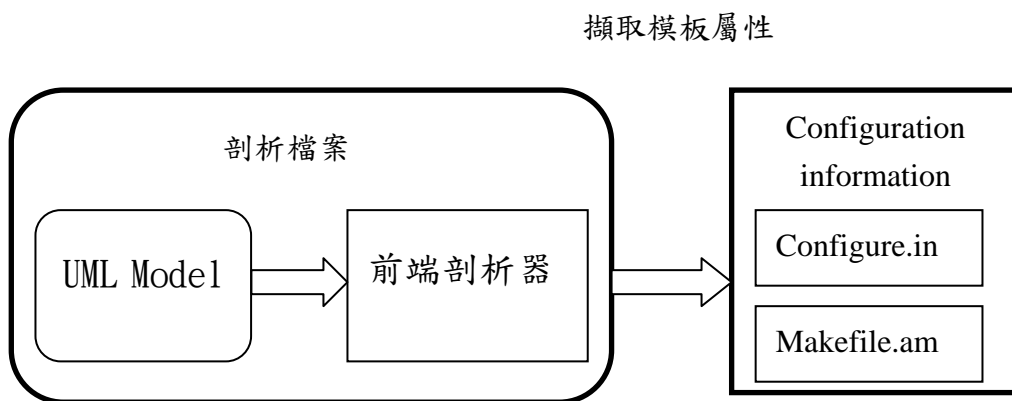 擷取模板屬性
剖析檔案
UML Model
前端剖析器
Configuration
information
Configure.in
Makefile.am